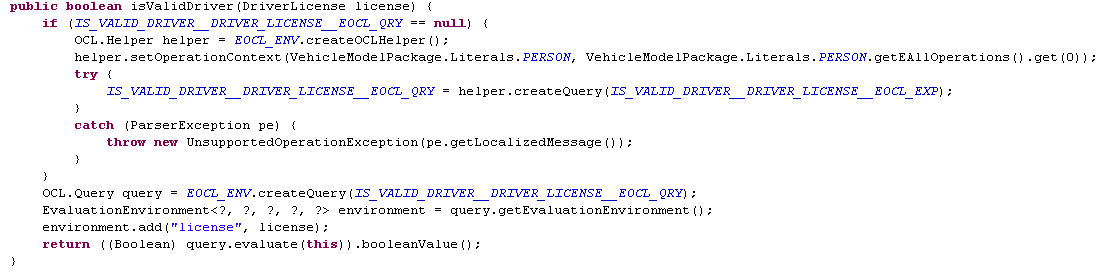 public boolean isValidDriver(DriverLicense license) {
if (IS_VALID_DRIVER__DRIVER_LICENSE__EOCL_QRY == null) {
OCL.Helper helper = EOCL_ENV.createOCLHelper();
helper.setOperationContext(VehicleModelPackage.Literals.PERSON, VehicleModelPackage.Literals.PERSON.getEAllOperations().get(0));
try {
IS_VALID_DRIVER__DRIVER_LICENSE__EOCL_QRY = helper.createQuery(IS_VALID_DRIVER__DRIVER_LICENSE__EOCL_EXP);
}
catch (ParserException pe) {
throw new UnsupportedOperationException(pe.getLocalizedMessage());
}
}
OCL.Query query = EOCL_ENV.createQuery(IS_VALID_DRIVER__DRIVER_LICENSE__EOCL_QRY);
EvaluationEnvironment<?, ?, ?, ?, ?> environment = query.getEvaluationEnvironment();
environment.add("license", license);
return ((Boolean) query.evaluate(this)).booleanValue();
}